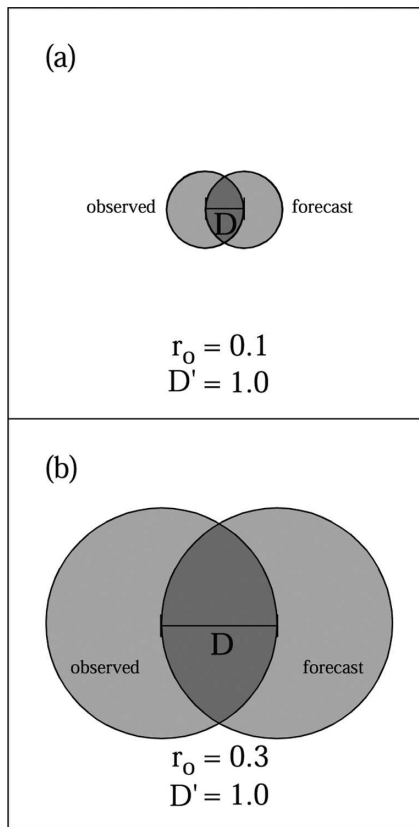 (a)
observed
forecast
D
r_o = 0.1
D' = 1.0
(b)
D
observed
forecast
r_o = 0.3
D' = 1.0